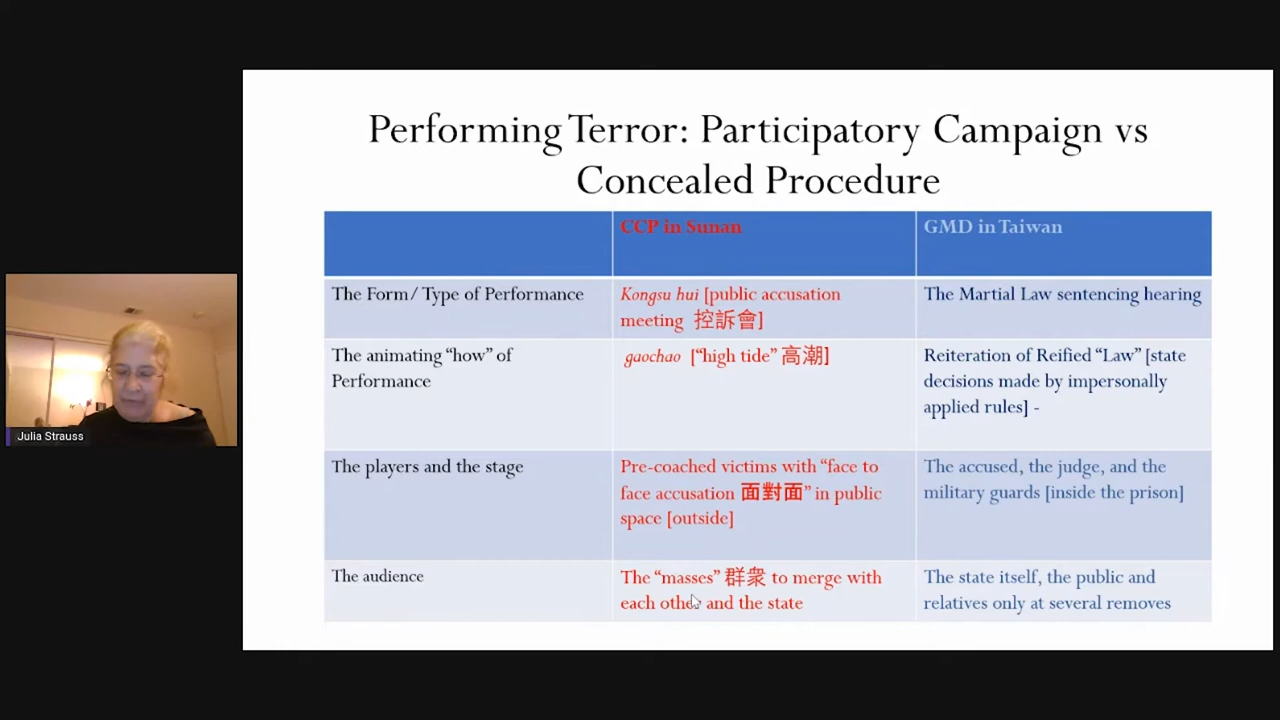 Performing Terror: Participatory Campaign vs
Concealed Procedure
CCP in Sunan
GMD in Taiwan
The Form/ Type of Performance
Kongsu hui [public accusation
meeting 控訴會]
The Martial Law sentencing hearing
The animating “how” of
Performance
gaochao [“high tide” 高潮]
Reiteration of Reified “Law” [state
decisions made by impersonally
applied rules] -
The players and the stage
Pre-coached victims with “face to
face accusation 面對面” in public
space [outside]
The accused, the judge, and the
military guards [inside the prison]
The audience
The “masses” 群衆 to merge with
each other and the state
The state itself, the public and
relatives only at several removes
Julia Strauss